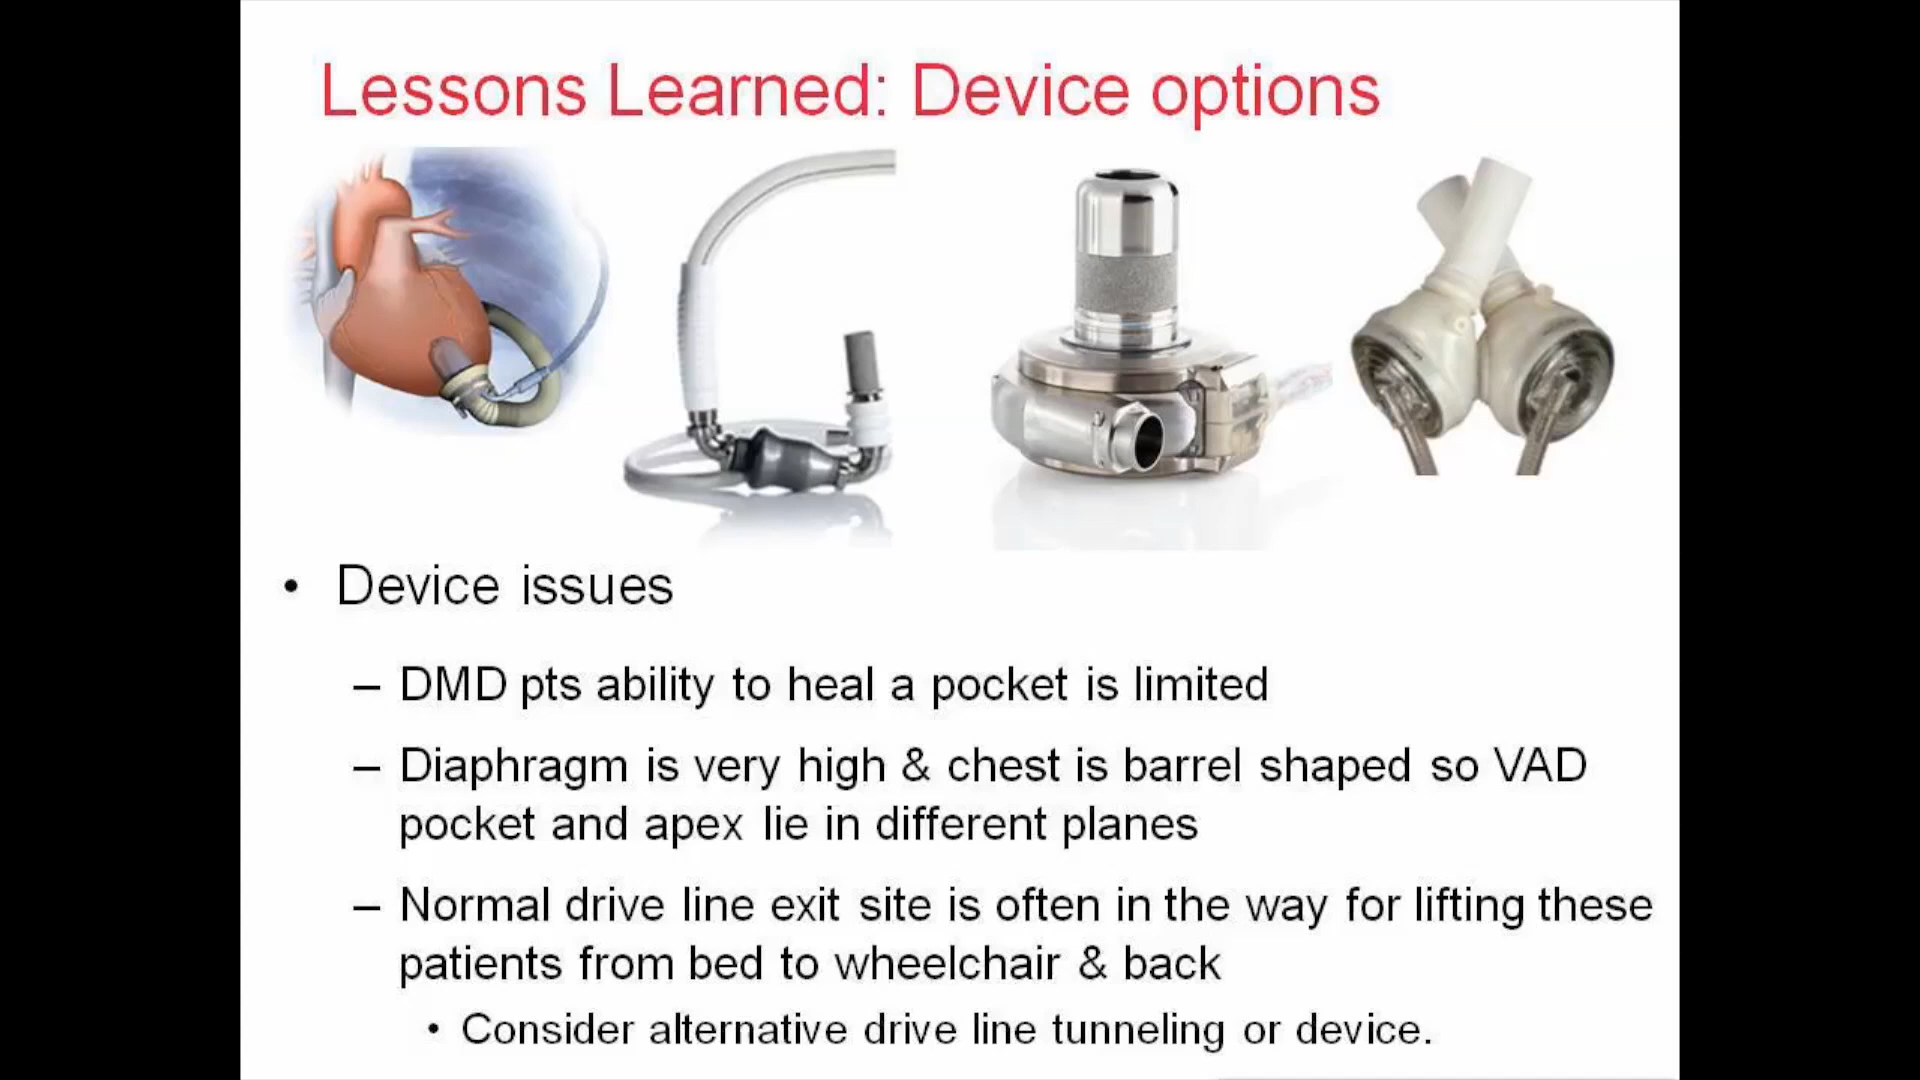 Lessons Learned: Device options
• Device issues
– DMD pts ability to heal a pocket is limited
– Diaphragm is very high & chest is barrel shaped so VAD
pocket and apex lie in different planes
– Normal drive line exit site is often in the way for lifting these
patients from bed to wheelchair & back
• Consider alternative drive line tunneling or device.